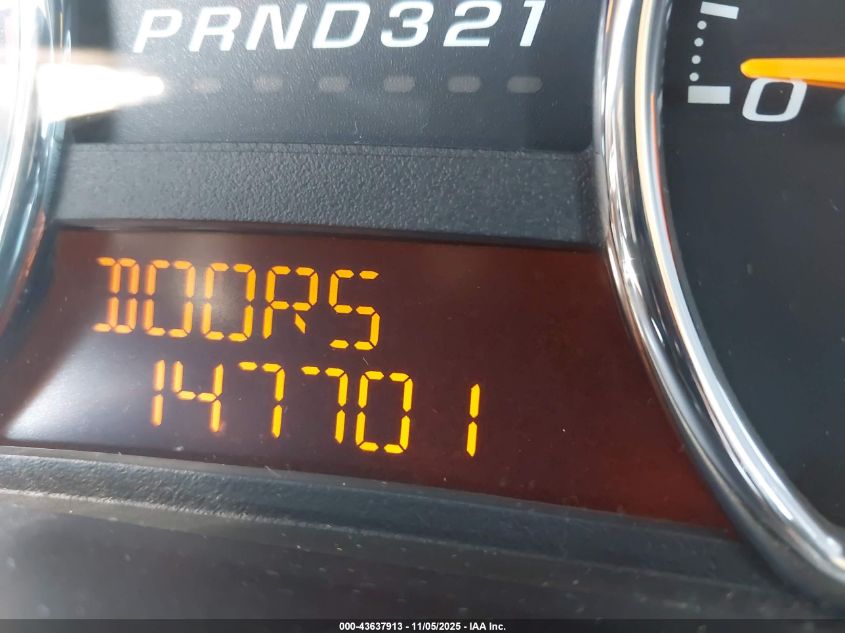 PRND321
0
DOORS
147701
000-43637913 - 11/05/2025 - IAA Inc.